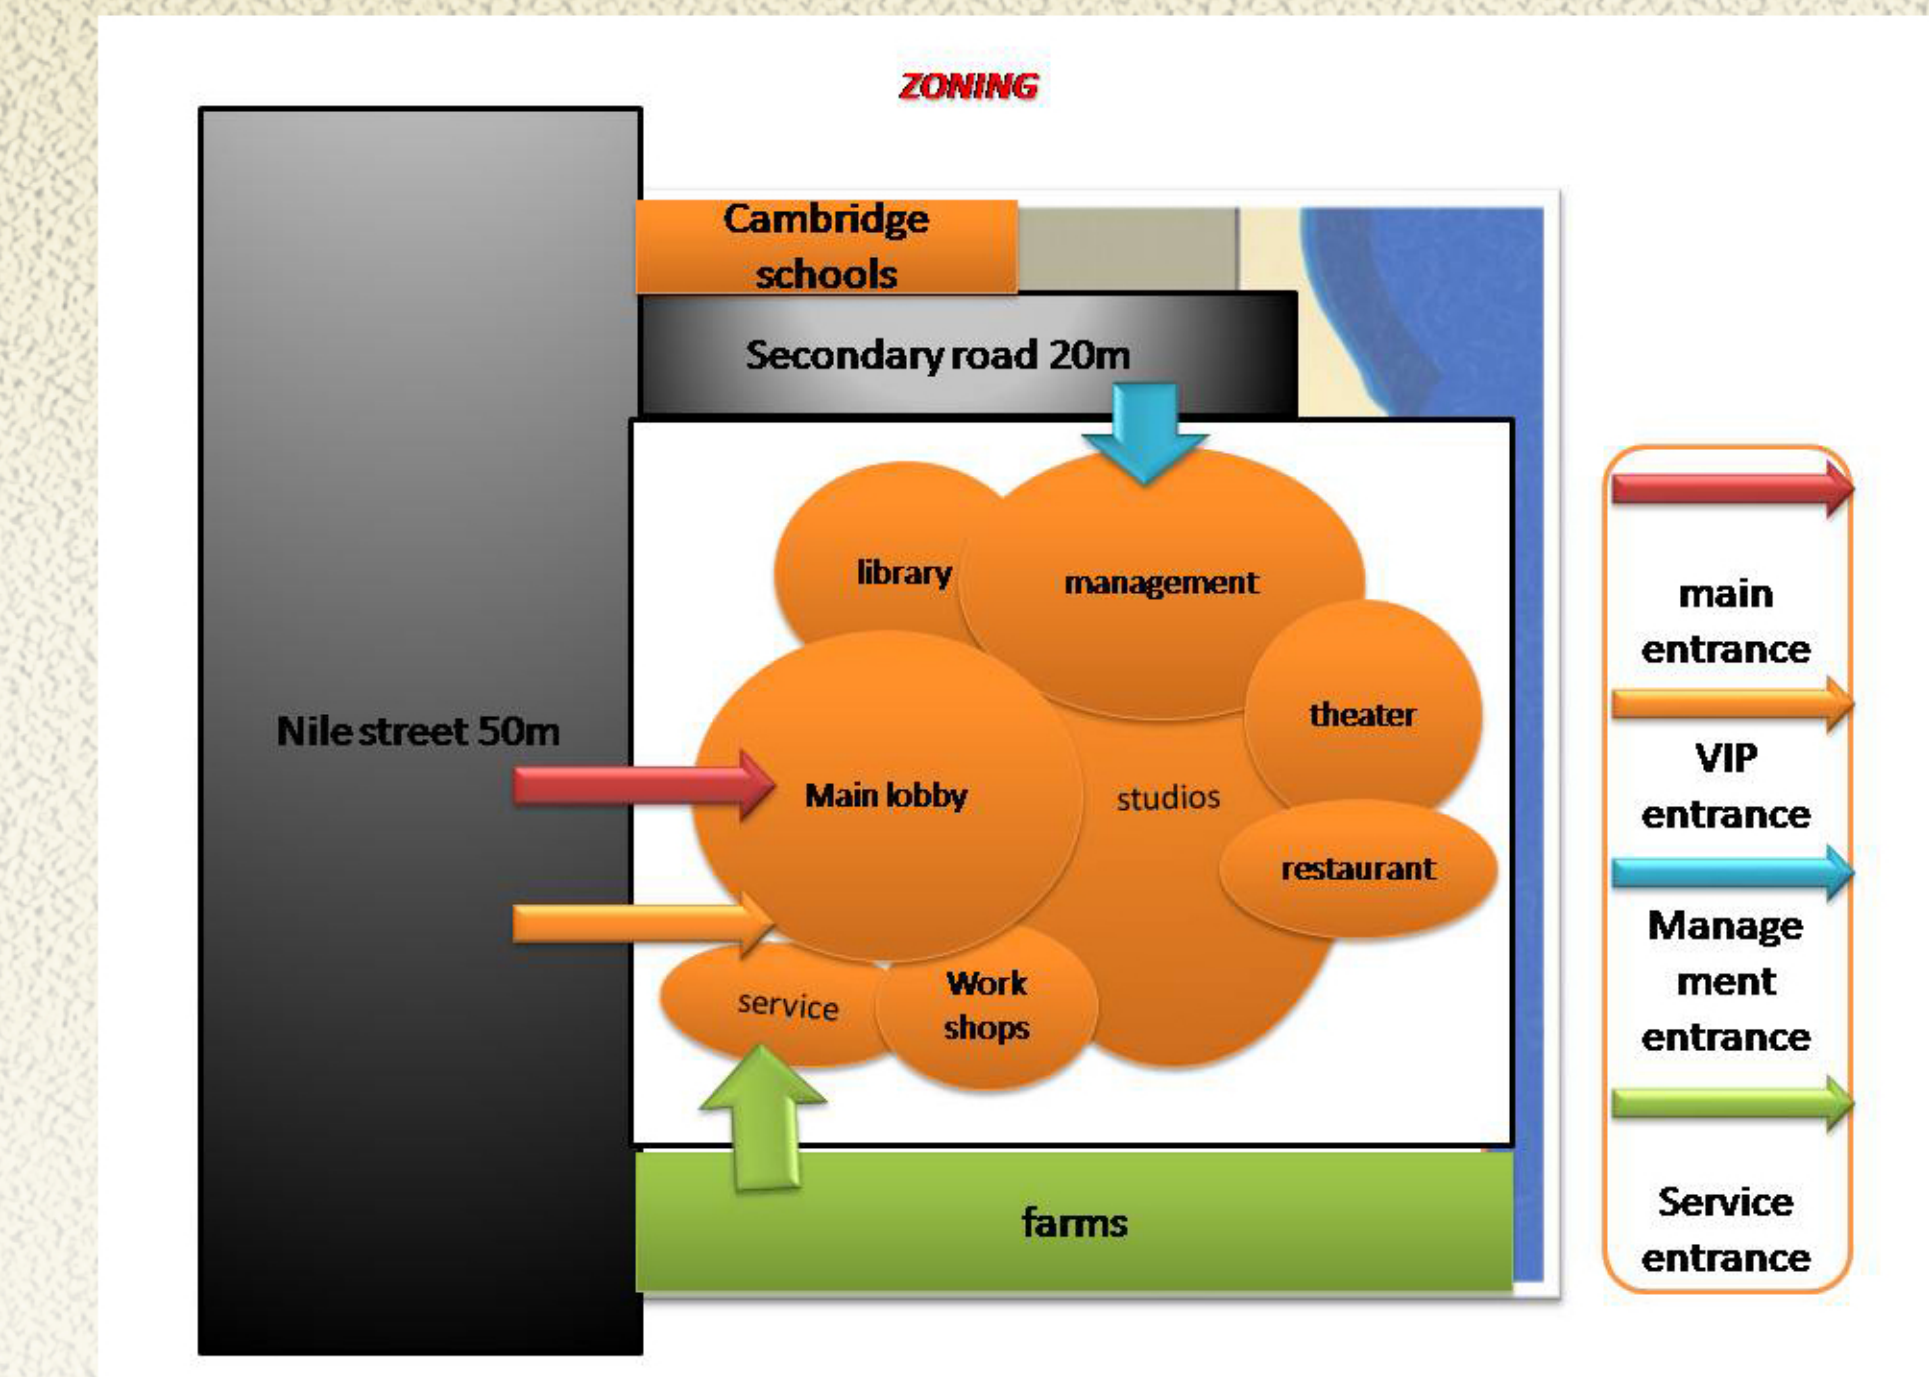 ZONING
Cambridge
schools
Secondary road 20m
library
management
theater
Nile street 50m
Main lobby
studios
restaurant
service
Work
shops
farms
main
entrance
VIP
entrance
Manage
ment
entrance
Service
entrance